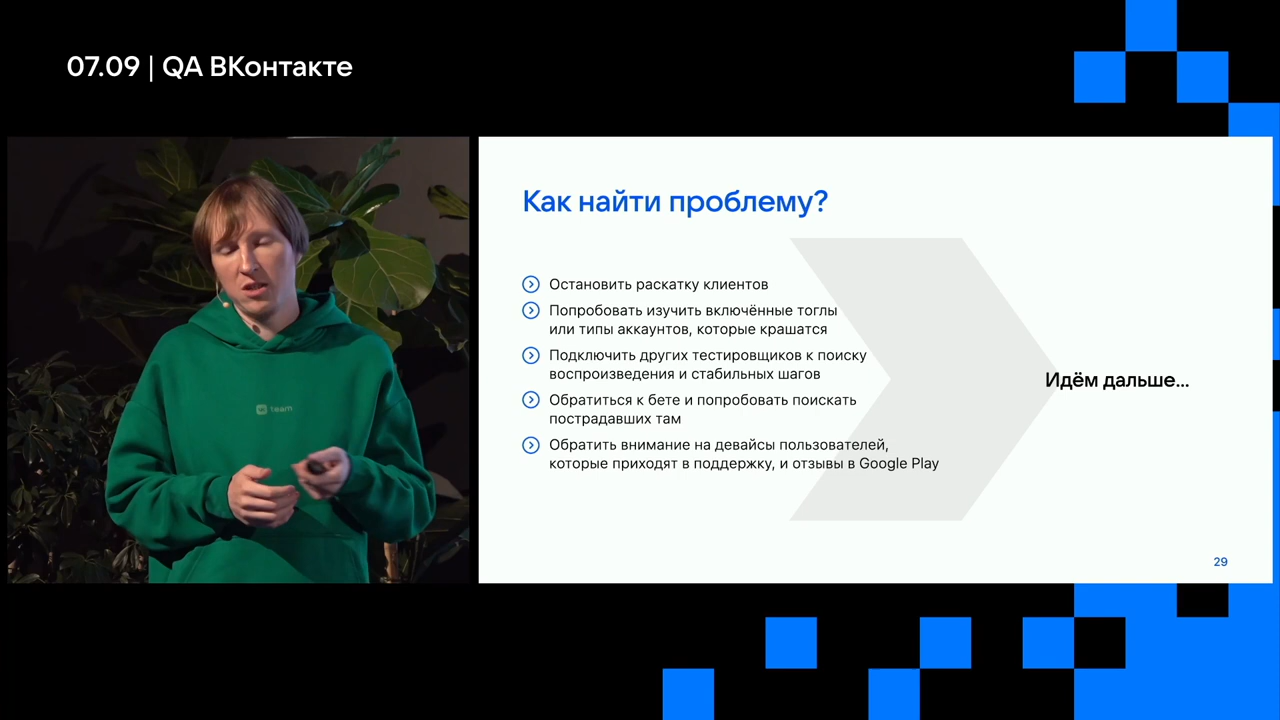 07.09 | QA ВКонтакте
Как найти проблему?
Остановить раскатку клиентов
Попробовать изучить включённые тоглы
или типы аккаунтов, которые крашатся
Подключить других тестировщиков к поиску
воспроизведения и стабильных шагов
Обратиться к бете и попробовать поискать
пострадавших там
Обратить внимание на девайсы пользователей,
которые приходят в поддержку, и отзывы в Google Play
Идём дальше...
29
team